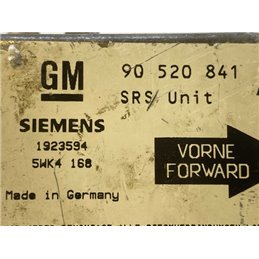 GM 90 520 841
SRS Unit
SIEMENS
1923594
5WK4 168
VORNE
FORWARD
Made in Germany